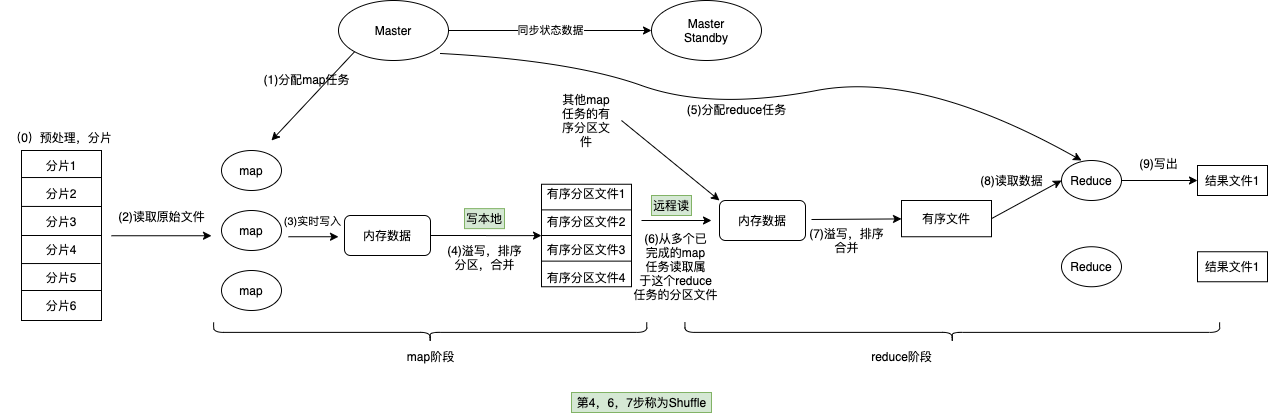 Master
同步状态数据
Master
Standby
(1)分配map任务
其他map
任务的有
序分区文
件
(5)分配reduce任务
(0) 预处理，分片
分片1
分片2
分片3
分片4
分片5
分片6
(2)读取原始文件
map
map
map
(3)实时写入
内存数据
写本地
(4)溢写，排序
分区，合并
有序分区文件1
有序分区文件2
有序分区文件3
有序分区文件4
远程读
(6)从多个已
完成的map
任务读取属
于这个reduce
任务的分区文件
内存数据
(7)溢写，排序
合并
有序文件
(8)读取数据
Reduce
(9)写出
结果文件1
Reduce
结果文件1
map阶段
reduce阶段
第4，6，7步称为Shuffle